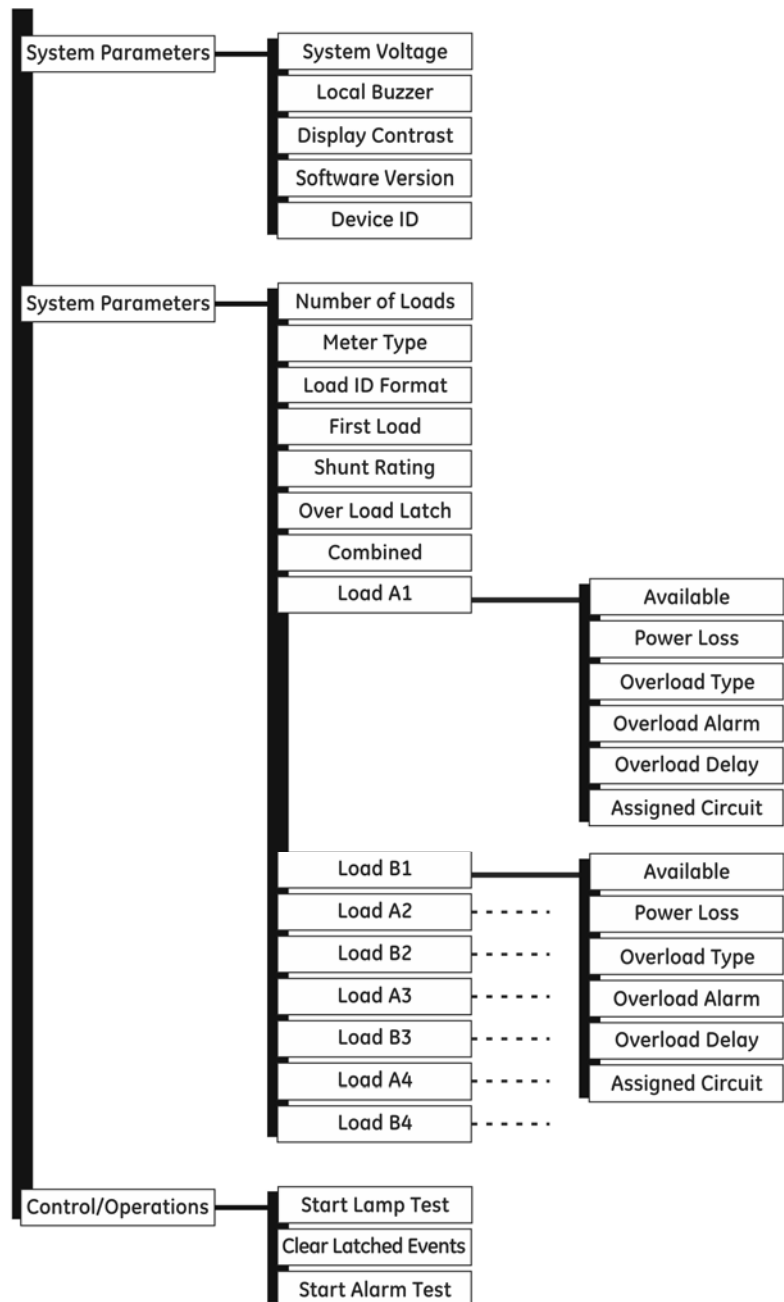 System Parameters
System Voltage
Local Buzzer
Display Contrast
Software Version
Device ID
System Parameters
Number of Loads
Meter Type
Load ID Format
First Load
Shunt Rating
Over Load Latch
Combined
Load A1
Available
Power Loss
Overload Type
Overload Alarm
Overload Delay
Assigned Circuit
Load B1
Available
Load A2
Power Loss
Load B2
Overload Type
Load A3
Overload Alarm
Load B3
Overload Delay
Load A4
Assigned Circuit
Load B4
Control/Operations
Start Lamp Test
Clear Latched Events
Start Alarm Test